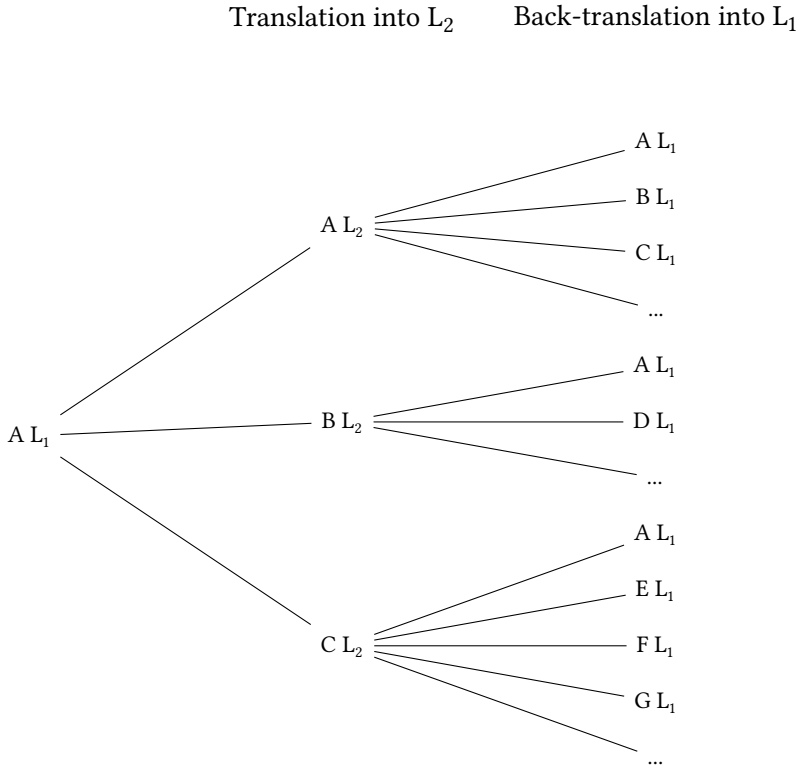 Translation into L₂ Back-translation into L₁
A L₁
B L₁
A L₂
C L₁
...
A L₁
B L₂
D L₁
A L₁
...
A L₁
E L₁
C L₂
F L₁
G L₁
...